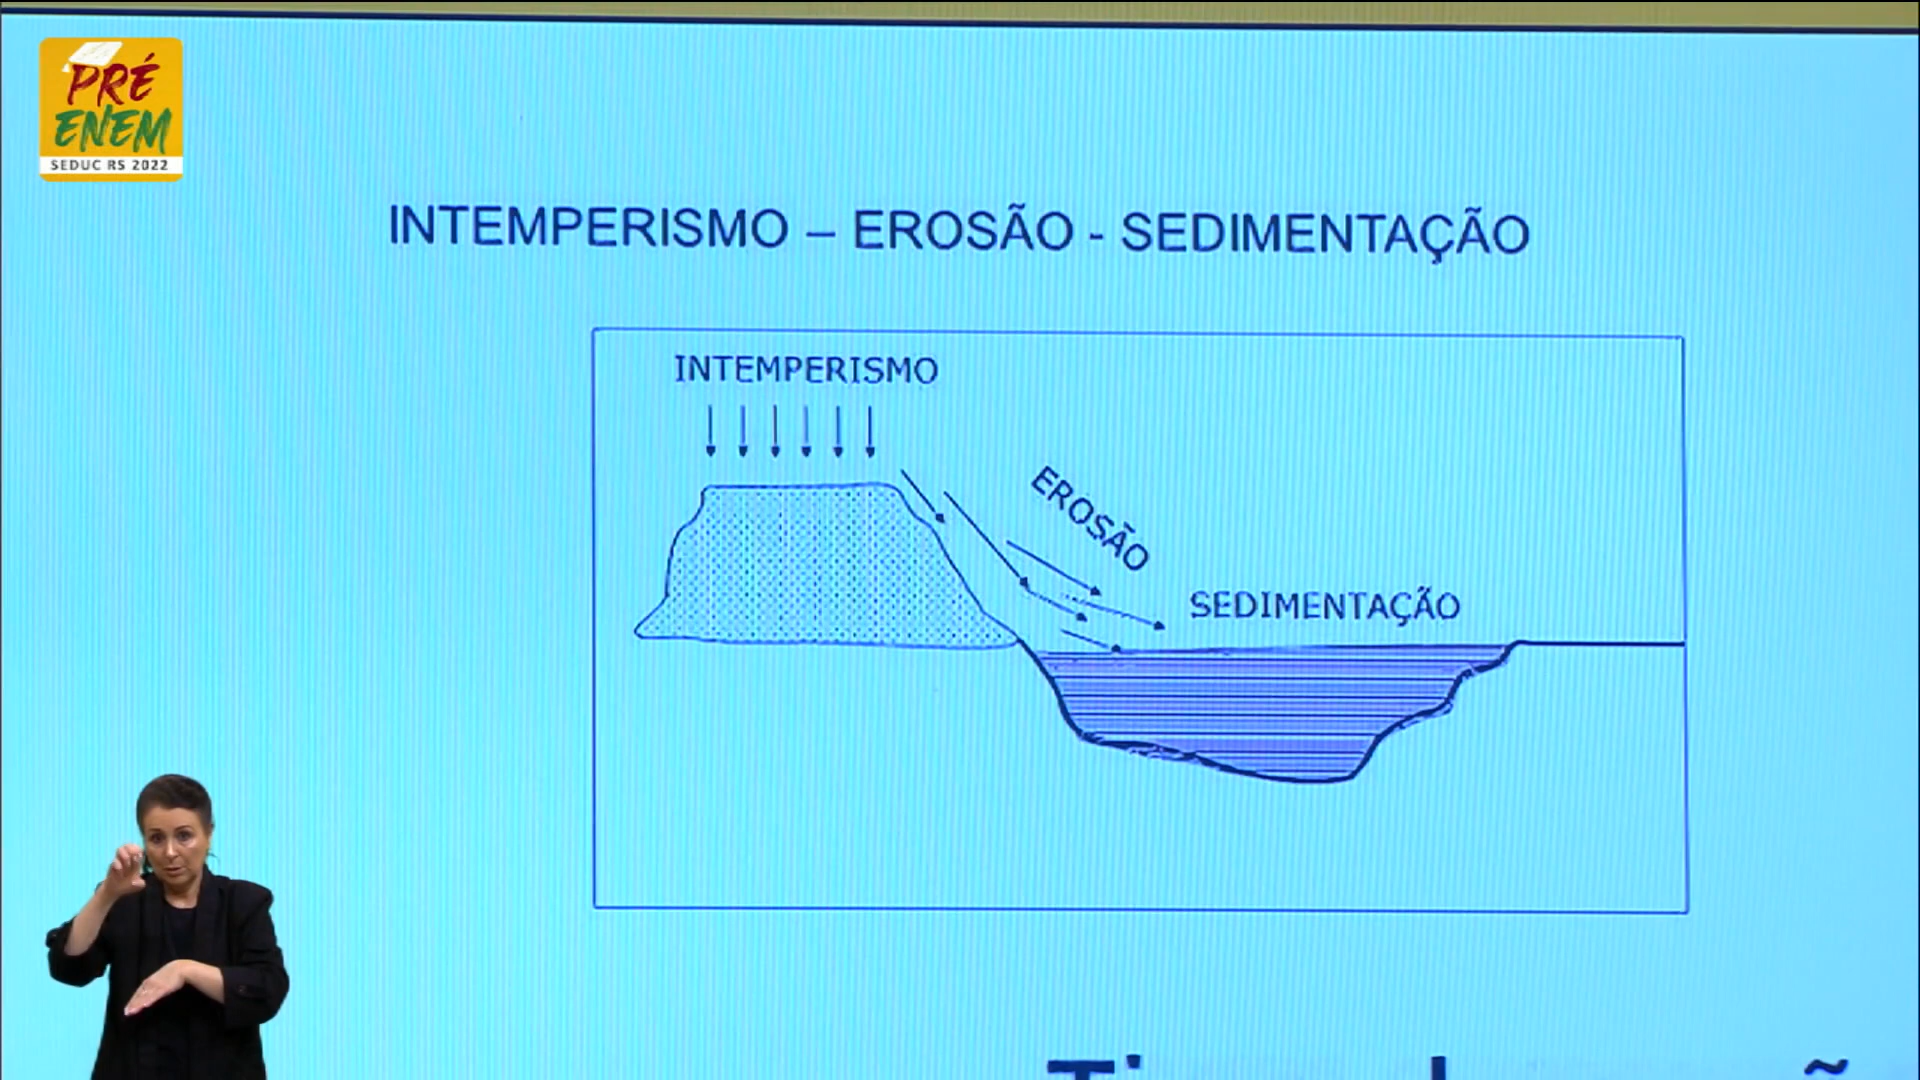 PRÉ
ENEM
SEDUC RS 2022
INTEMPERISMO – EROSÃO - SEDIMENTAÇÃO
INTEMPERISMO
EROSÃO
SEDIMENTAÇÃO